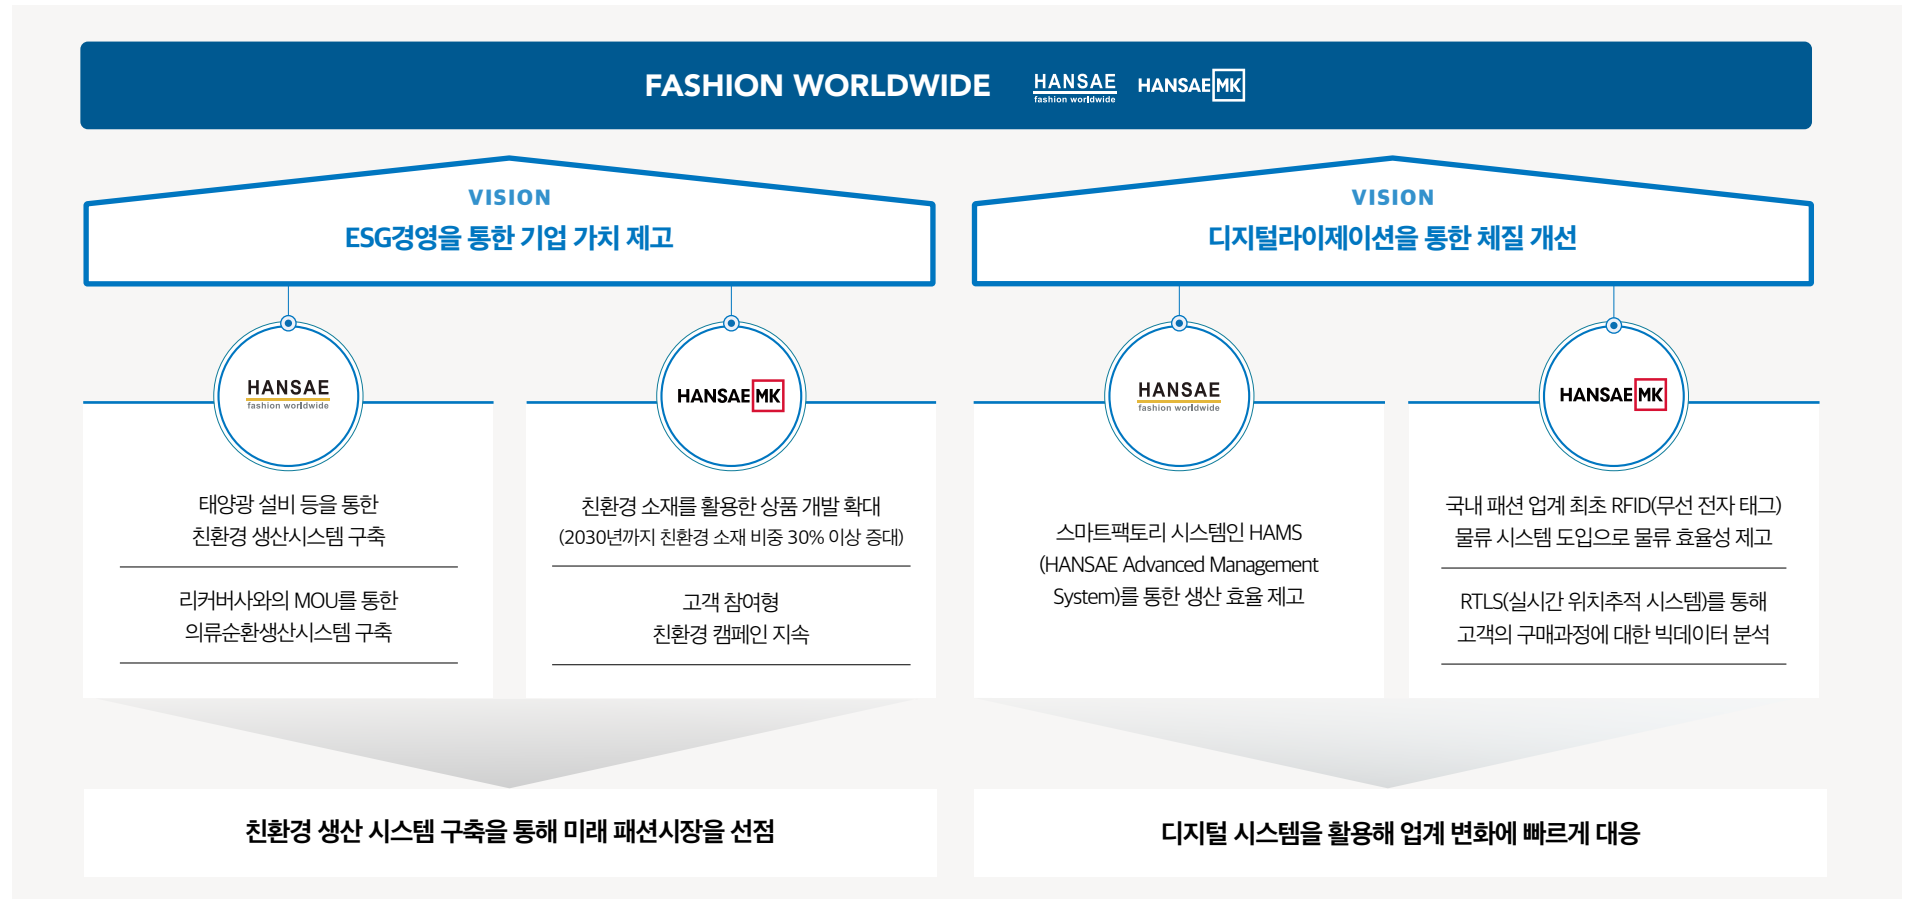 FASHION WORLDWIDE HANSAE fashion worldwide HANSAE MK
VISION
ESG경영을 통한 기업 가치 제고
HANSAE
fashion worldwide
태양광 설비 등을 통한
친환경 생산시스템 구축
리커버사와의 MOU를 통한
의류순환생산시스템 구축
HANSAE MK
친환경 소재를 활용한 상품 개발 확대
(2030년까지 친환경 소재 비중 30% 이상 증대)
고객 참여형
친환경 캠페인 지속
친환경 생산 시스템 구축을 통해 미래 패션시장을 선점
VISION
디지털라이제이션을 통한 체질 개선
HANSAE
fashion worldwide
스마트팩토리 시스템인 HAMS
(HANSAE Advanced Management
System)를 통한 생산 효율 제고
HANSAE MK
국내 패션 업계 최초 RFID(무선 전자 태그)
물류 시스템 도입으로 물류 효율성 제고
RTLS(실시간 위치추적 시스템)를 통해
고객의 구매과정에 대한 빅데이터 분석
디지털 시스템을 활용해 업계 변화에 빠르게 대응